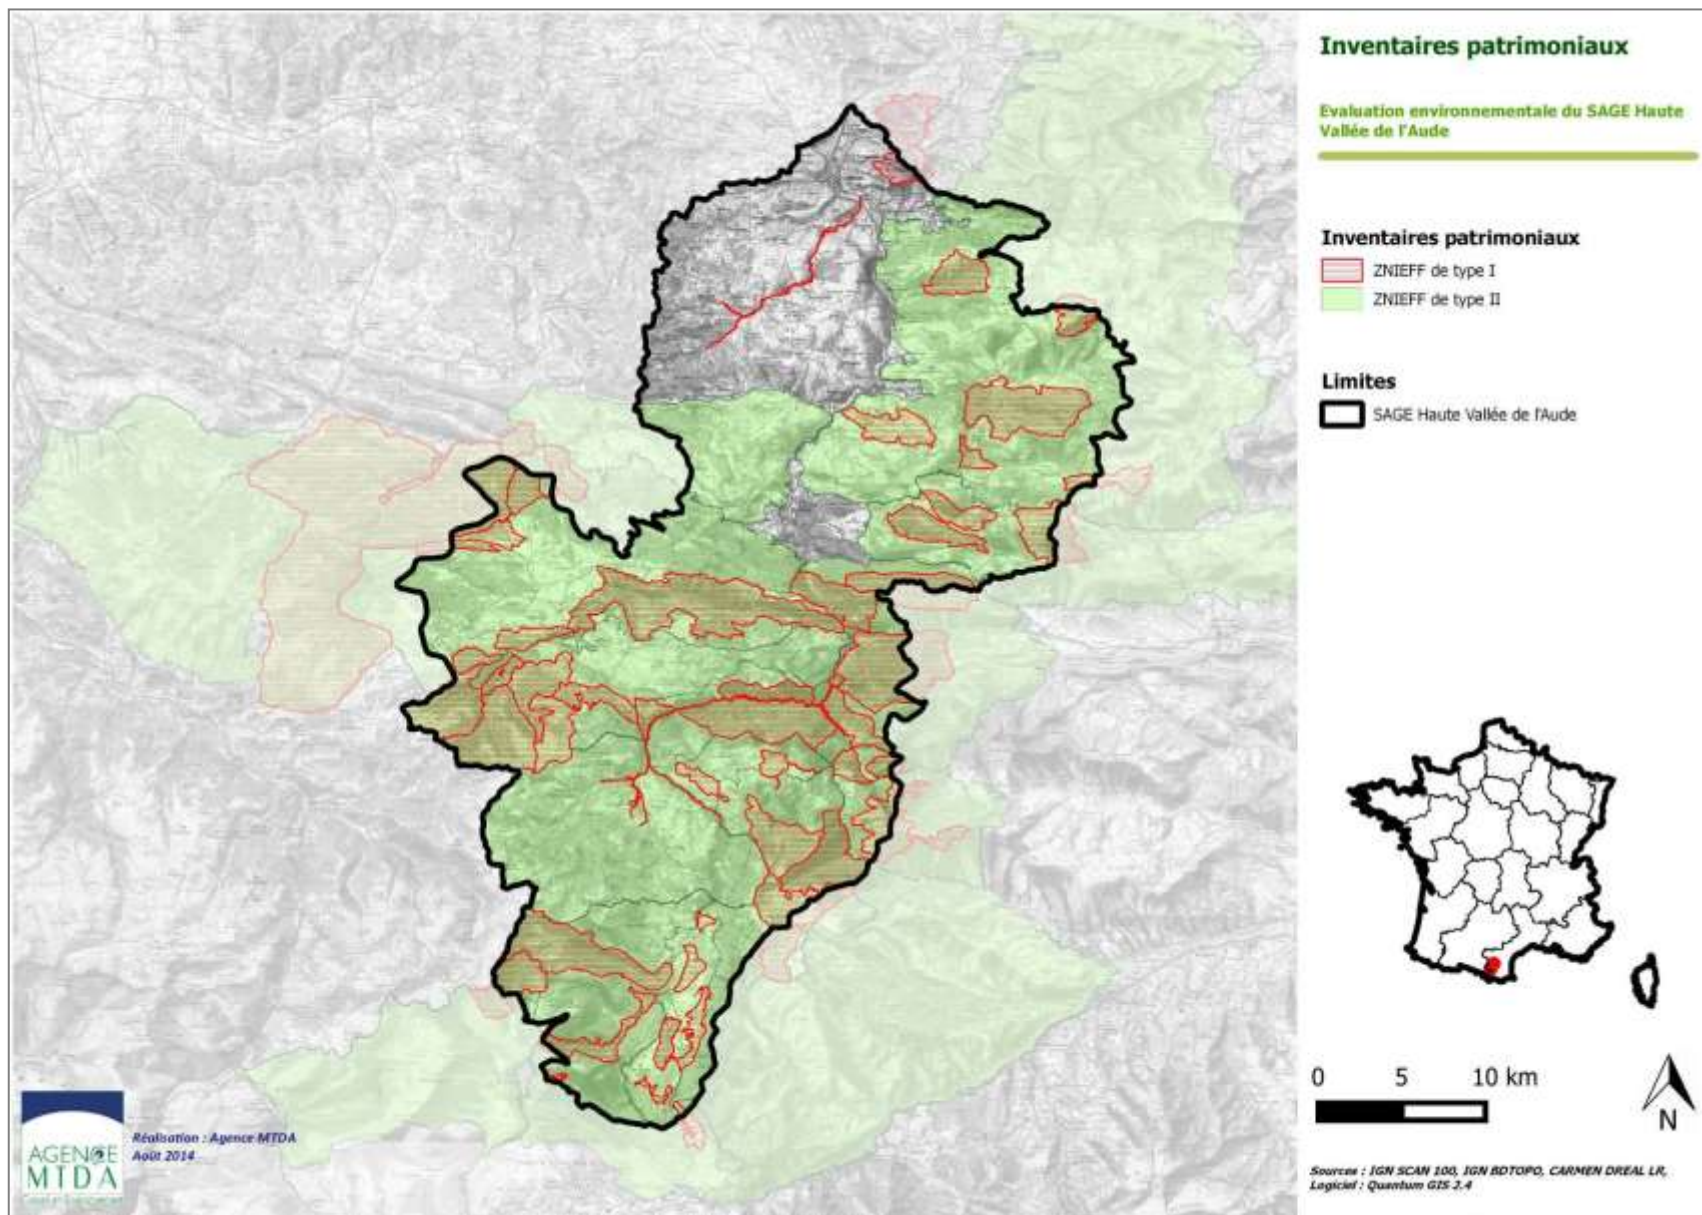 Inventaires patrimoniaux
Evaluation environnementale du SAGE Haute
Vallée de l'Aude
Inventaires patrimoniaux
ZNIEFF de type I
ZNIEFF de type II
Limites
SAGE Haute Vallée de l'Aude
0 5 10 km
N
Sources : IGN SCAN 100, IGN BDTOPO, CARMEN DREAL LR,
Logiciel : Quantum GIS 2.4
AGENCE
MTDA
Réalisation : Agence MTDA
Août 2014